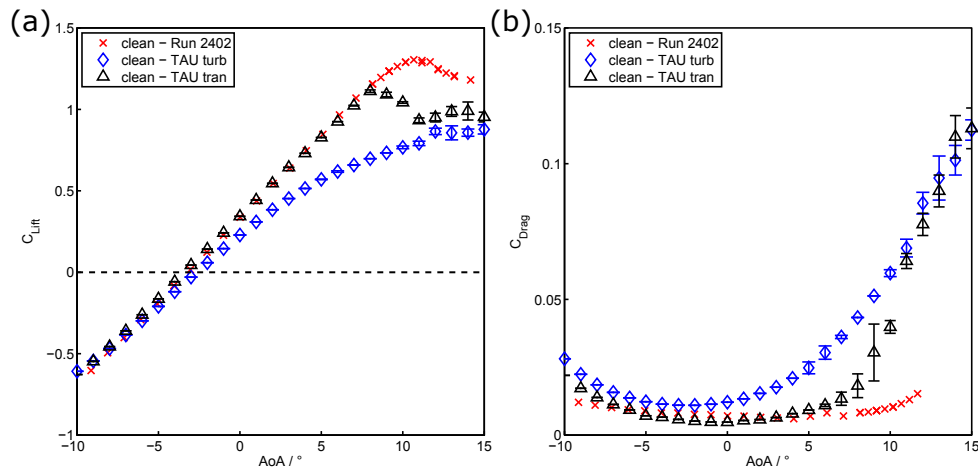 (a)
1.5
1
0.5
0
−0.5
−1
C_Lift
−10
−5
0
5
10
15
AoA / °
clean − Run 2402
clean − TAU turb
clean − TAU tran
(b)
0.15
0.1
0.05
0
C_Drag
−10
−5
0
5
10
15
AoA / °
clean − Run 2402
clean − TAU turb
clean − TAU tran